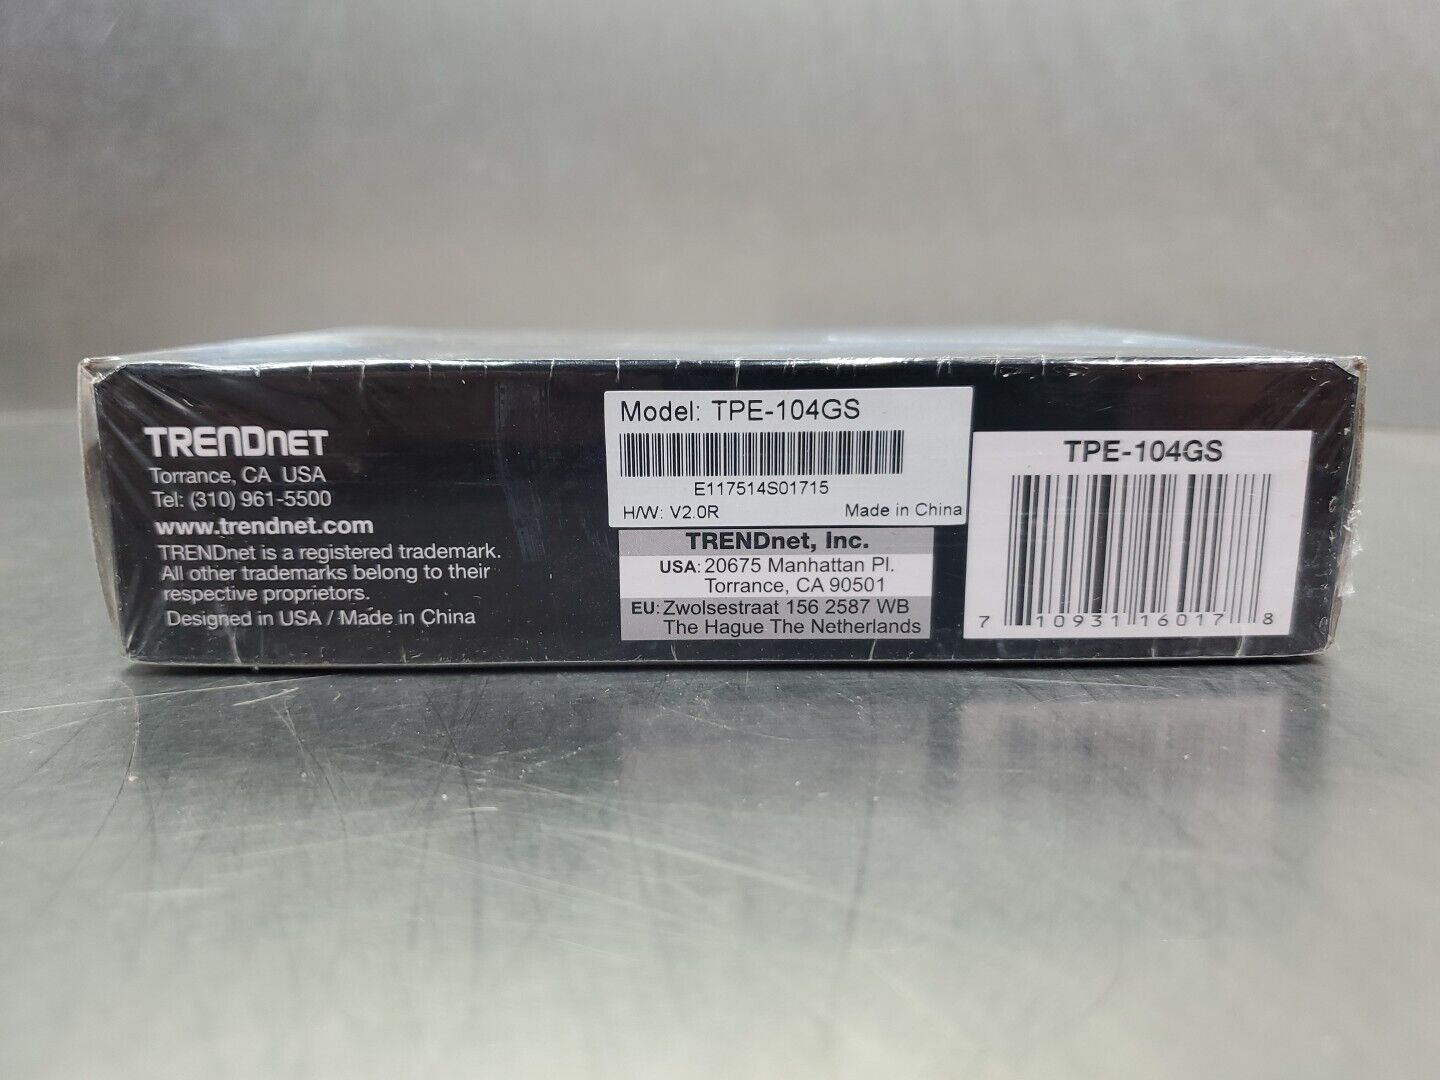 TRENDnet
Torrance, CA USA
Tel: (310) 961-5500
www.trendnet.com
TRENDnet is a registered trademark.
All other trademarks belong to their
respective proprietors.
Designed in USA / Made in China
Model: TPE-104GS
E117514S01715
H/W: V2.0R Made in China
TRENDnet, Inc.
USA: 20675 Manhattan Pl.
Torrance, CA 90501
EU: Zwolsestraat 156 2587 WB
The Hague The Netherlands
TPE-104GS
7 10931 16017 8